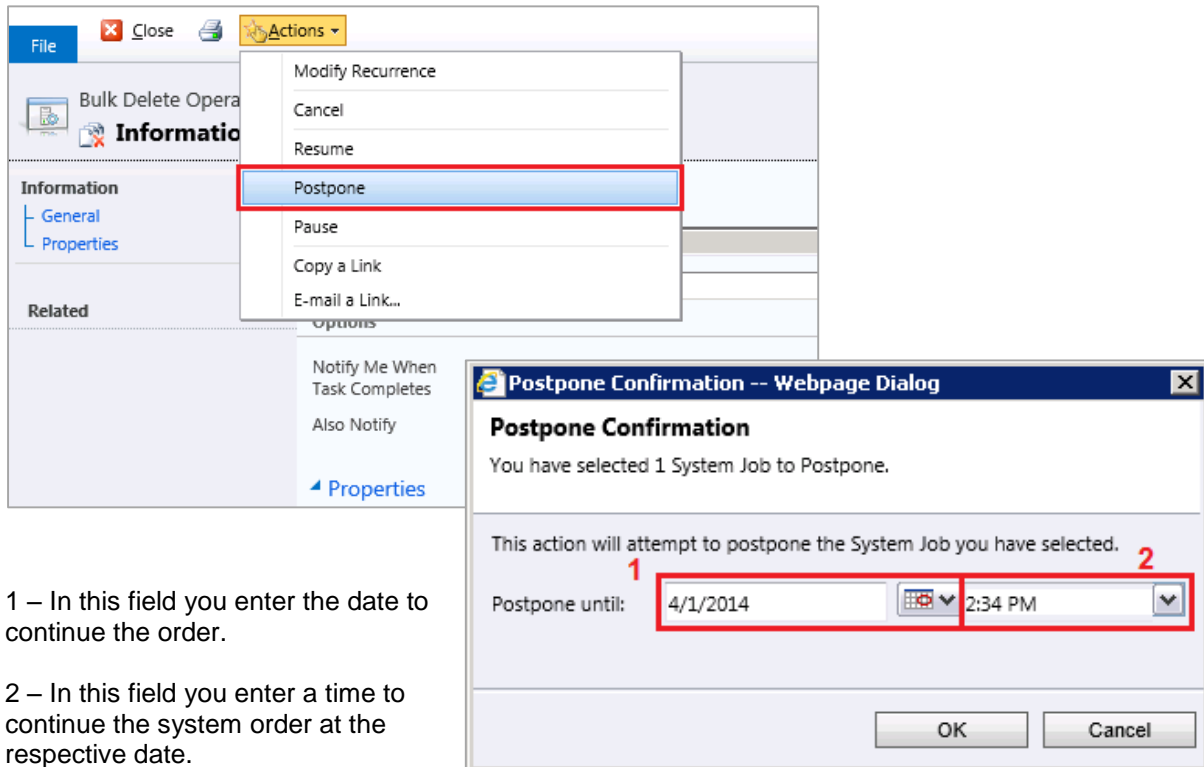 File
Close
Actions
Modify Recurrence
Cancel
Resume
Postpone
Pause
Copy a Link
E-mail a Link...
Bulk Delete Opera
Informatio
Information
General
Properties
Related
Options
Notify Me When
Task Completes
Also Notify
Properties
Postpone Confirmation -- Webpage Dialog
Postpone Confirmation
You have selected 1 System Job to Postpone.
This action will attempt to postpone the System Job you have selected.
1
2
Postpone until: 4/1/2014 2:34 PM
OK Cancel
1 – In this field you enter the date to
continue the order.
2 – In this field you enter a time to
continue the system order at the
respective date.